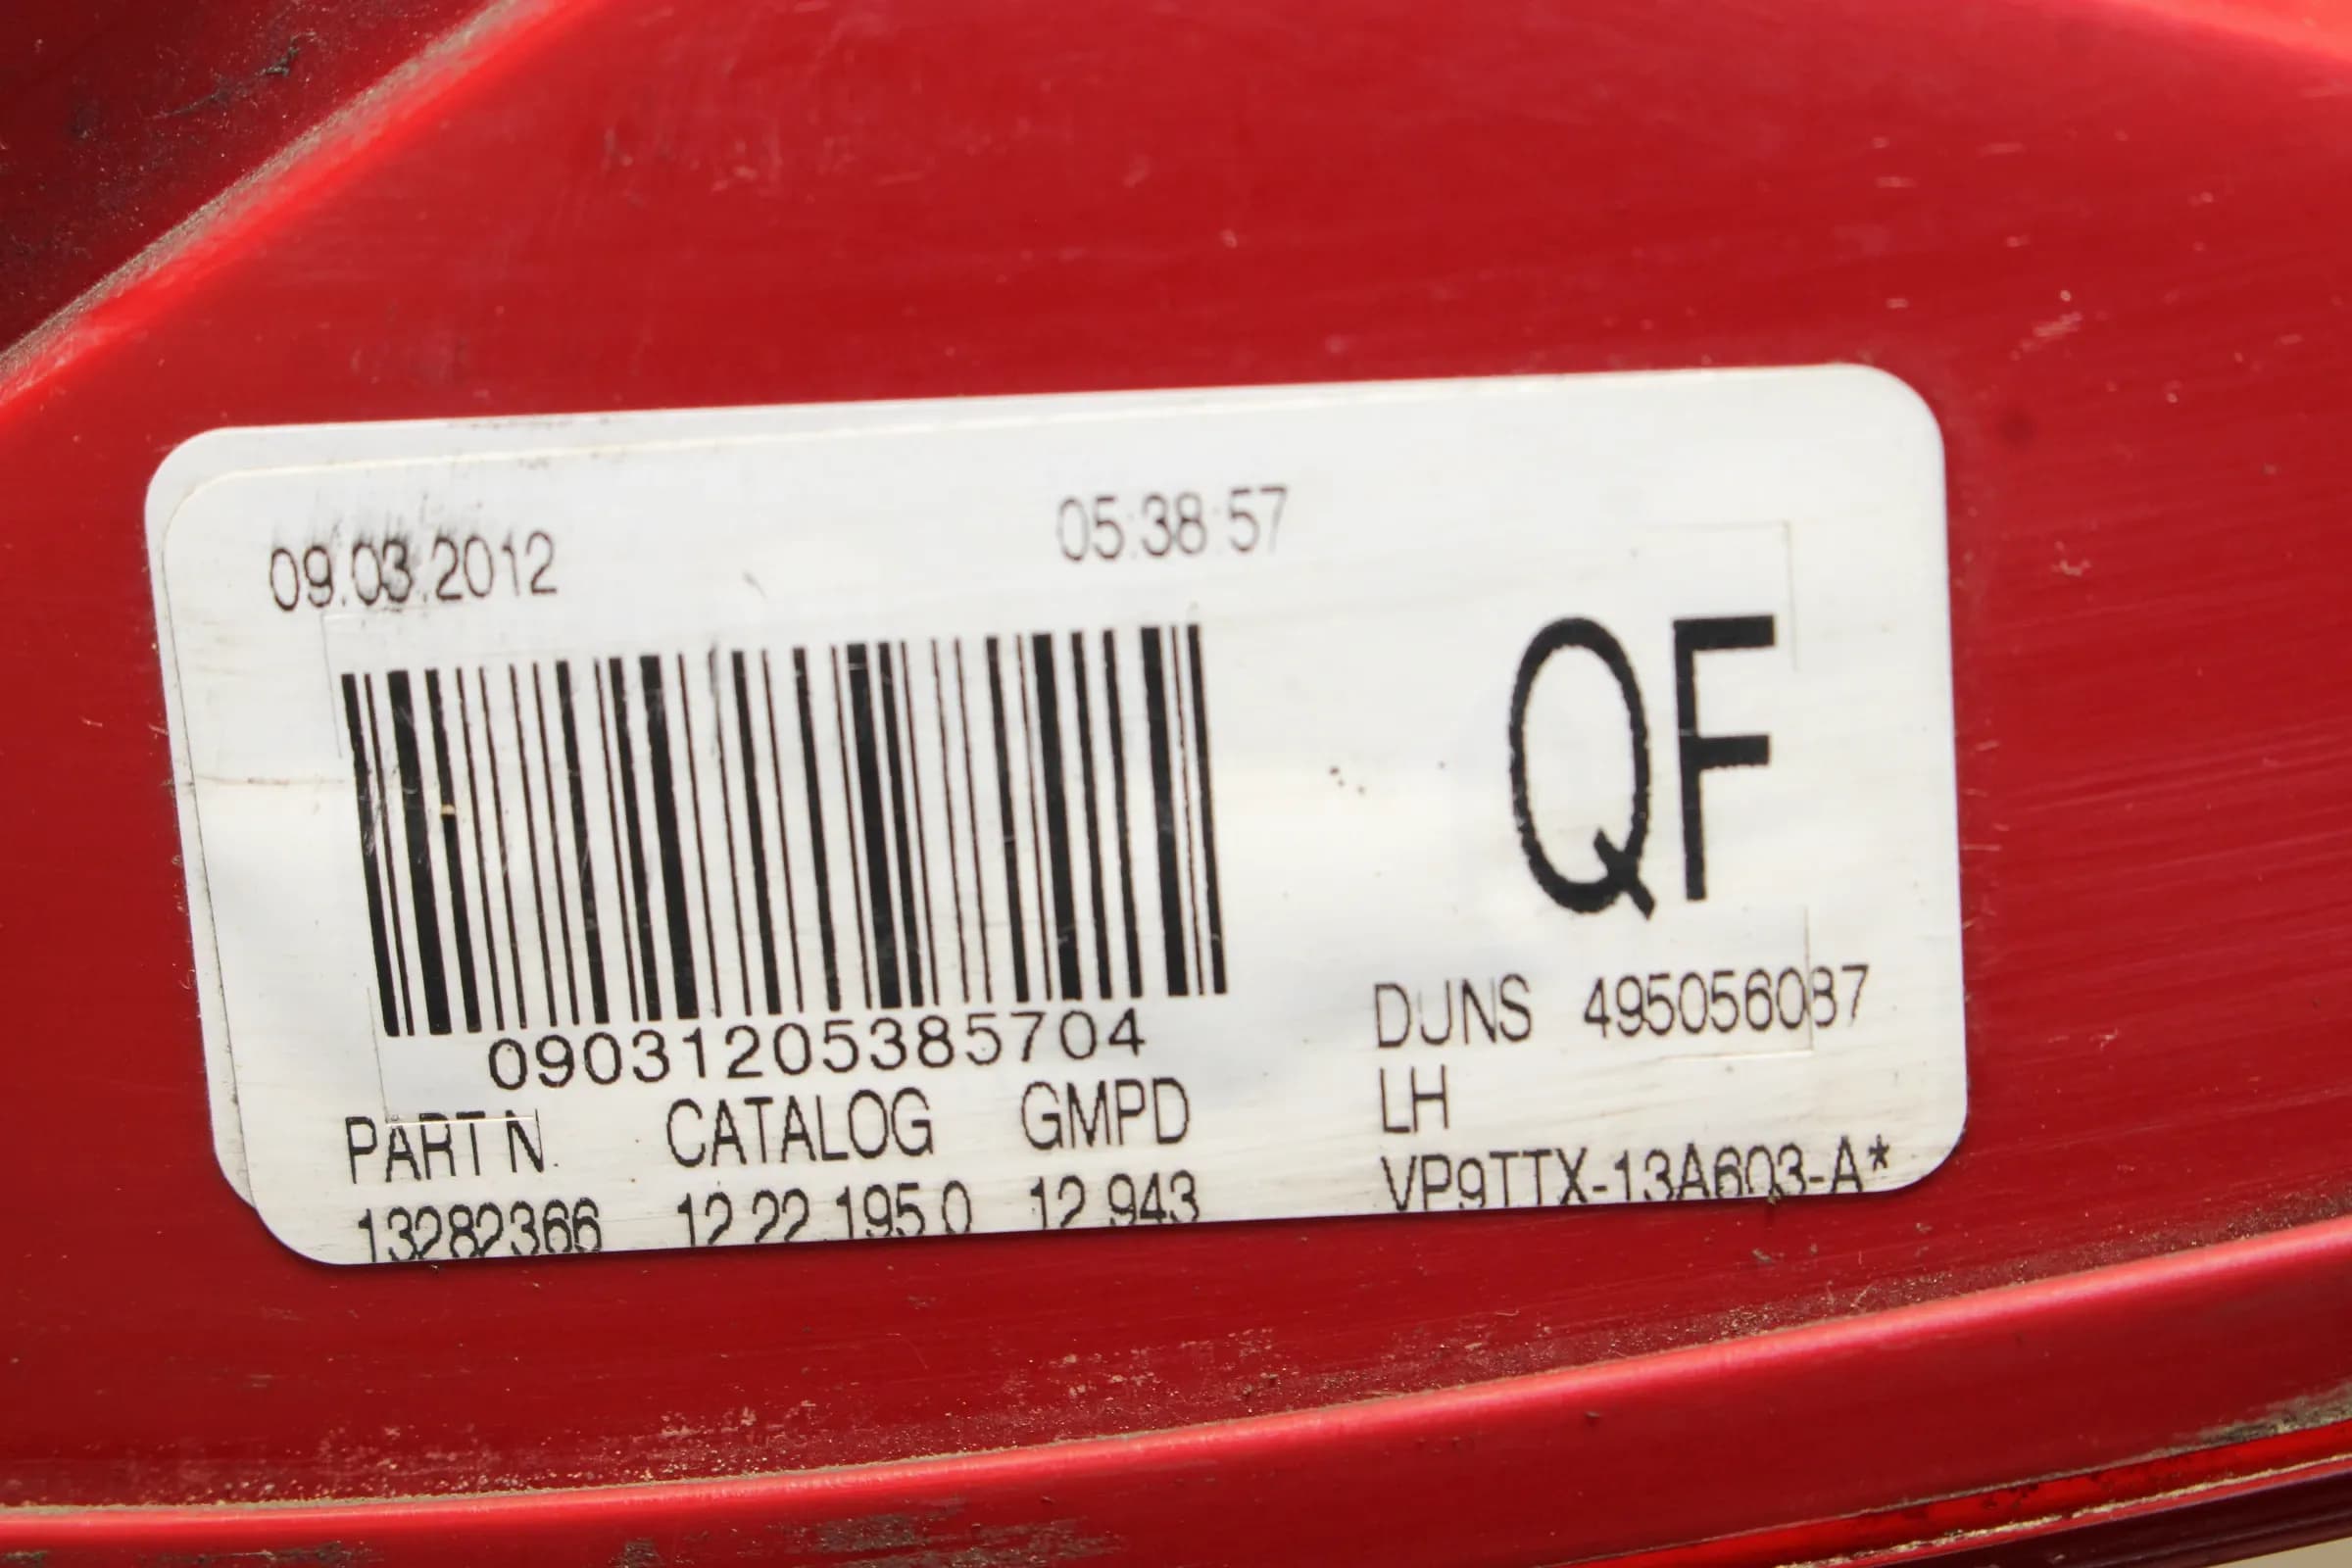 09.03.2012 05:38:57
QF
09031205385704
DUNS 495056087
PART N. CATALOG GMPD LH
13282366 12 22 195 0 12 943 VP9TTX-13A603-A*